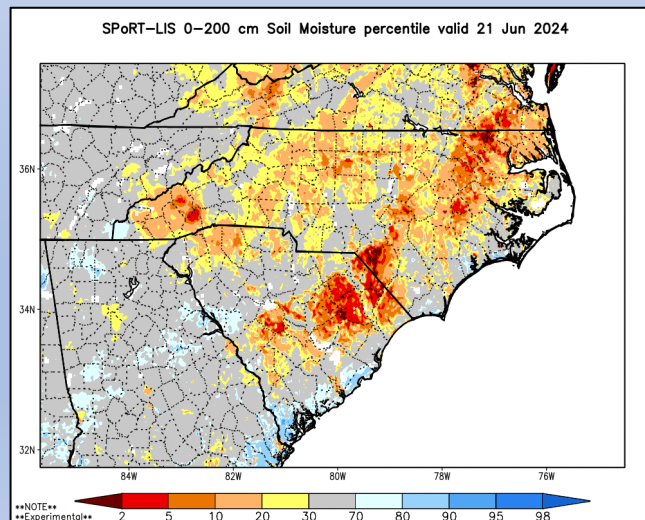 SPoRT-LIS 0-200 cm Soil Moisture percentile valid 21 Jun 2024
36N
34N
32N
84W 82W 80W 78W 76W
**NOTE**
**Experimental** 2 5 10 20 30 70 80 90 95 98